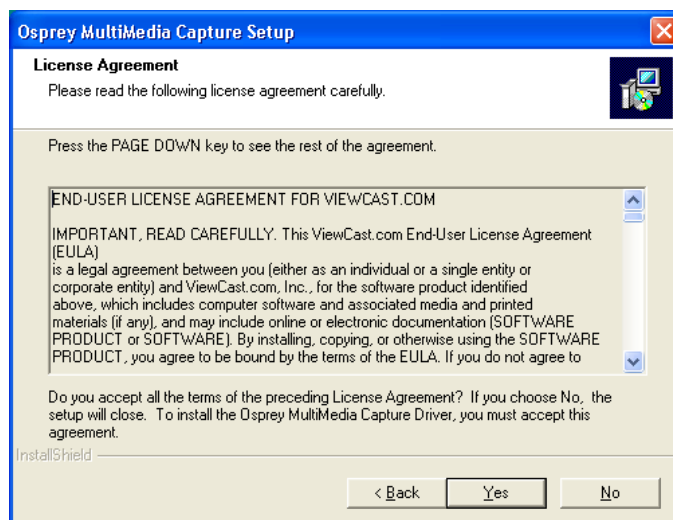 Osprey MultiMedia Capture Setup
License Agreement
Please read the following license agreement carefully.
Press the PAGE DOWN key to see the rest of the agreement.
END-USER LICENSE AGREEMENT FOR VIEWCAST.COM
IMPORTANT, READ CAREFULLY. This ViewCast.com End-User License Agreement
(EULA)
is a legal agreement between you (either as an individual or a single entity or
corporate entity) and ViewCast.com, Inc., for the software product identified
above, which includes computer software and associated media and printed
materials (if any), and may include online or electronic documentation (SOFTWARE
PRODUCT or SOFTWARE). By installing, copying, or otherwise using the SOFTWARE
PRODUCT, you agree to be bound by the terms of the EULA. If you do not agree to
Do you accept all the terms of the preceding License Agreement? If you choose No, the
setup will close. To install the Osprey MultiMedia Capture Driver, you must accept this
agreement.
InstallShield
< Back Yes No